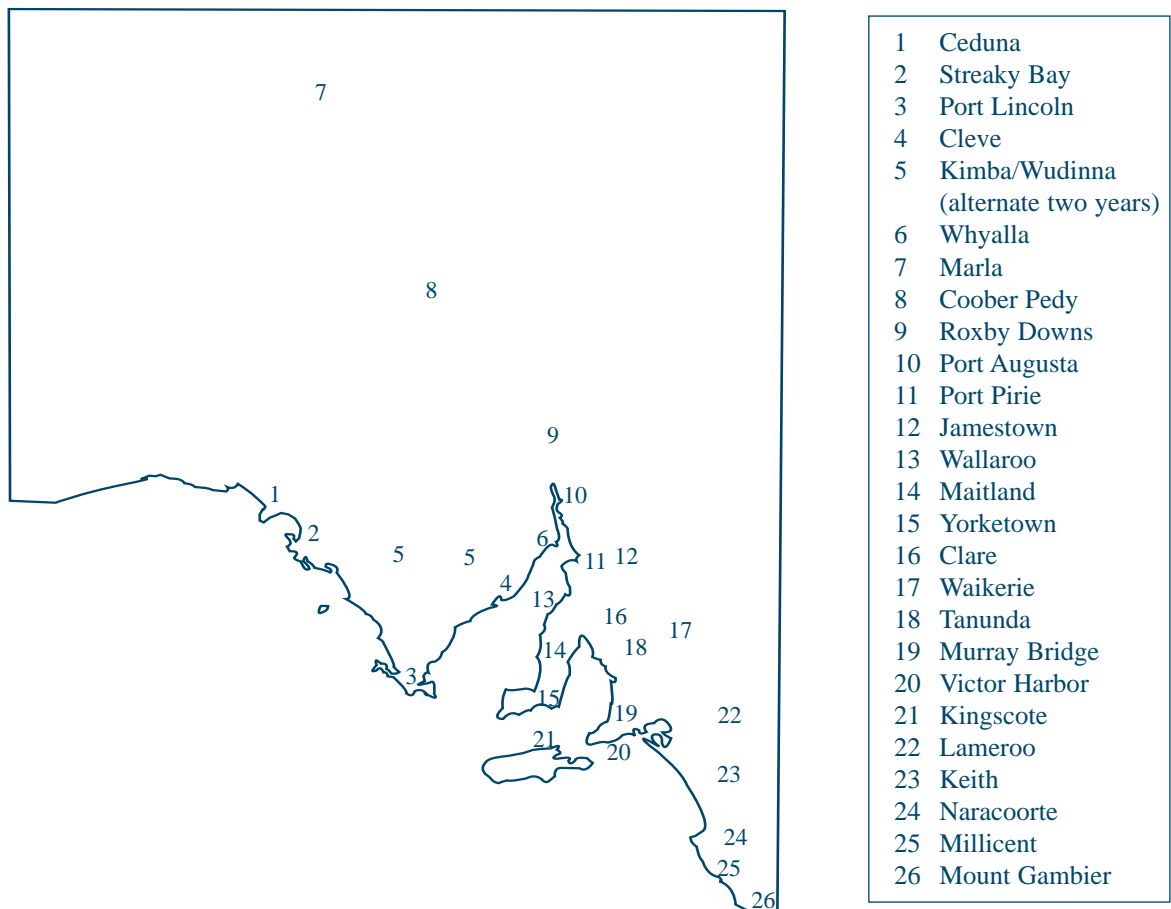 7
8
9
1
10
2
6
5
5
11
12
4
13
16
17
14
18
3
15
19
22
21
20
23
24
25
26
1 Ceduna
2 Streaky Bay
3 Port Lincoln
4 Cleve
5 Kimba/Wudinna
(alternate two years)
6 Whyalla
7 Marla
8 Coober Pedy
9 Roxby Downs
10 Port Augusta
11 Port Pirie
12 Jamestown
13 Wallaroo
14 Maitland
15 Yorketown
16 Clare
17 Waikerie
18 Tanunda
19 Murray Bridge
20 Victor Harbor
21 Kingscote
22 Lameroo
23 Keith
24 Naracoorte
25 Millicent
26 Mount Gambier